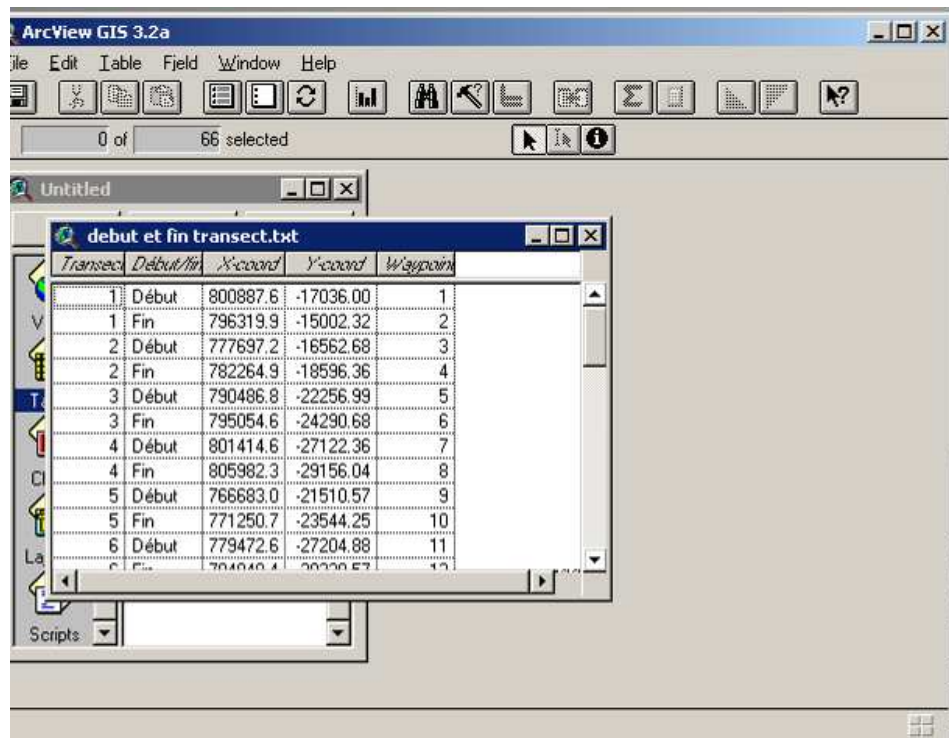 ArcView GIS 3.2a
File Edit Table Field Window Help
0 of 66 selected
Untitled
debut et fin transect.txt
Transect Début/fin X-coord Y-coord Waypoint
1 Début 800887.6 -17036.00 1
1 Fin 796319.9 -15002.32 2
2 Début 777697.2 -16562.68 3
2 Fin 782264.9 -18596.36 4
3 Début 790486.8 -22256.99 5
3 Fin 795054.6 -24290.68 6
4 Début 801414.6 -27122.36 7
4 Fin 805982.3 -29156.04 8
5 Début 766683.0 -21510.57 9
5 Fin 771250.7 -23544.25 10
6 Début 779472.6 -27204.88 11
Scripts